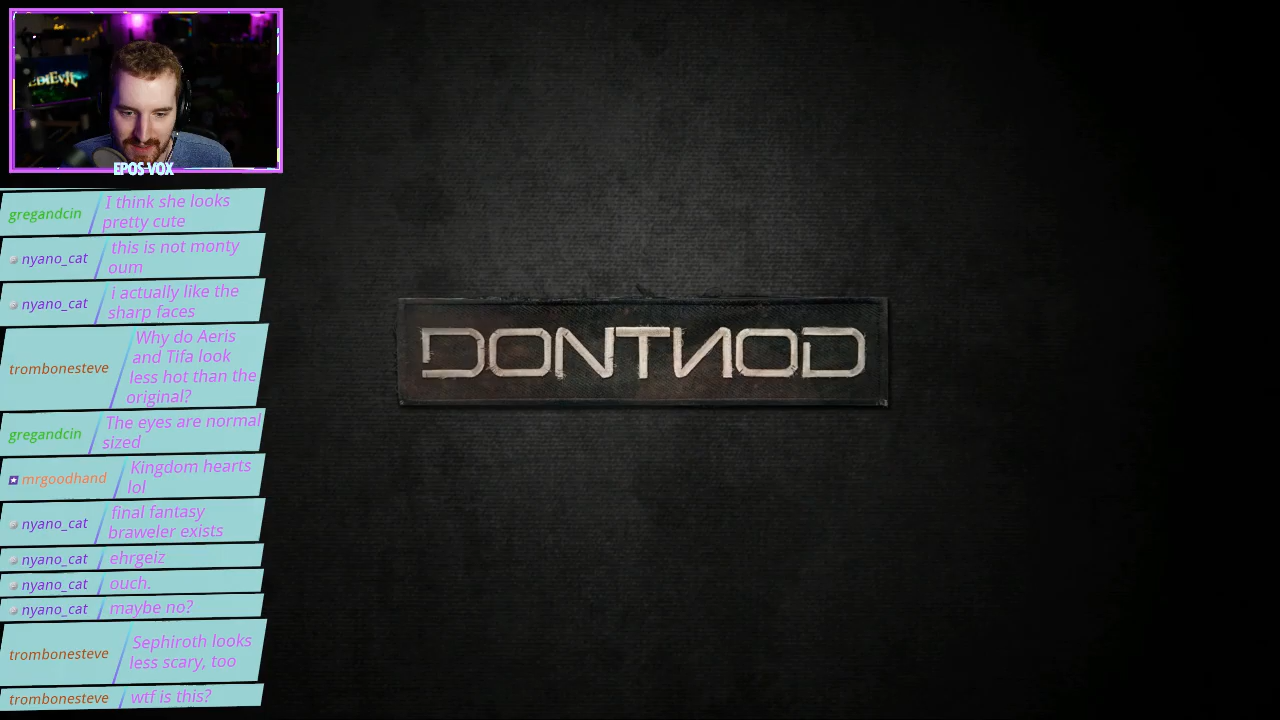 EDIEVIL
EPOS VOX
gregandcin
I think she looks
pretty cute
nyano_cat
this is not monty
oum
nyano_cat
i actually like the
sharp faces
trombonesteve
Why do Aeris
and Tifa look
less hot than the
original?
gregandcin
The eyes are normal
sized
mrgoodhand
Kingdom hearts
lol
nyano_cat
final fantasy
braweler exists
nyano_cat
ehrgeiz
nyano_cat
ouch.
nyano_cat
maybe no?
trombonesteve
Sephiroth looks
less scary, too
trombonesteve
wtf is this?
DONTNOD